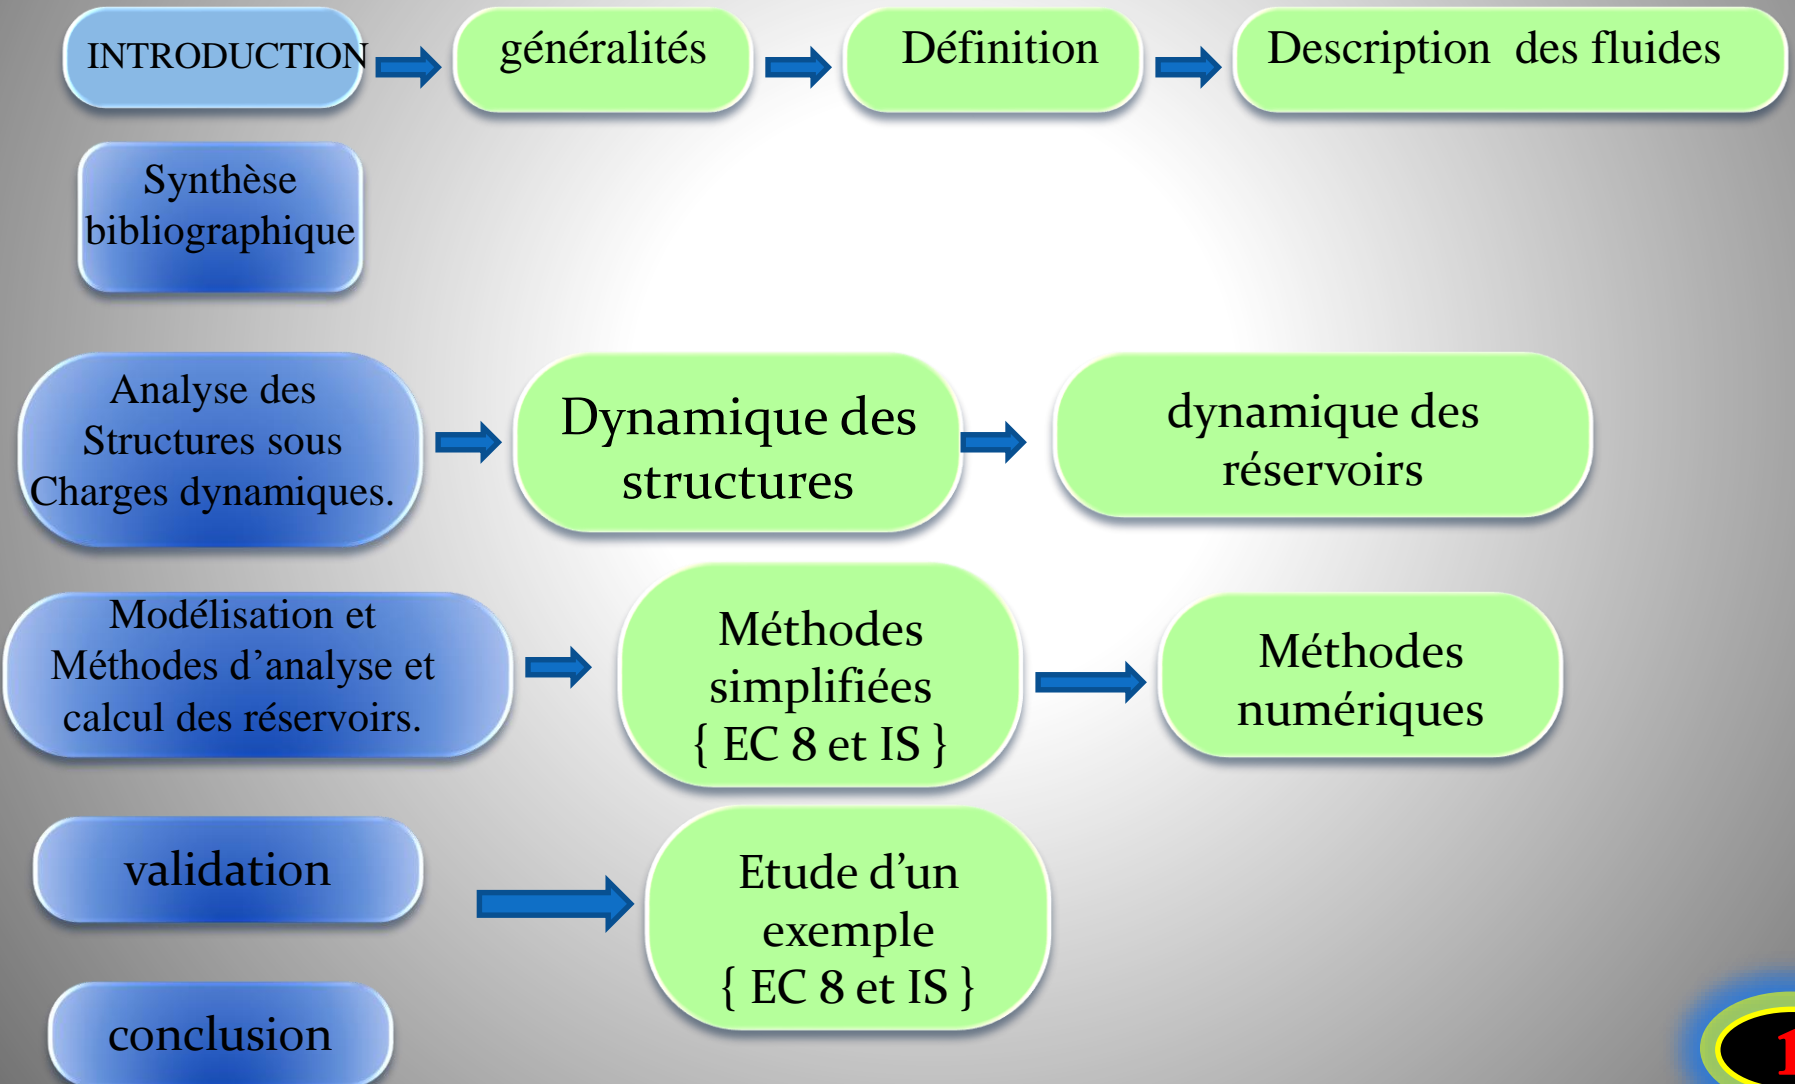 INTRODUCTION
généralités
Définition
Description des fluides
Synthèse
bibliographique
Analyse des
Structures sous
Charges dynamiques.
Dynamique des
structures
dynamique des
réservoirs
Modélisation et
Méthodes d’analyse et
calcul des réservoirs.
Méthodes
simplifiées
{ EC 8 et IS }
Méthodes
numériques
validation
Etude d’un
exemple
{ EC 8 et IS }
conclusion